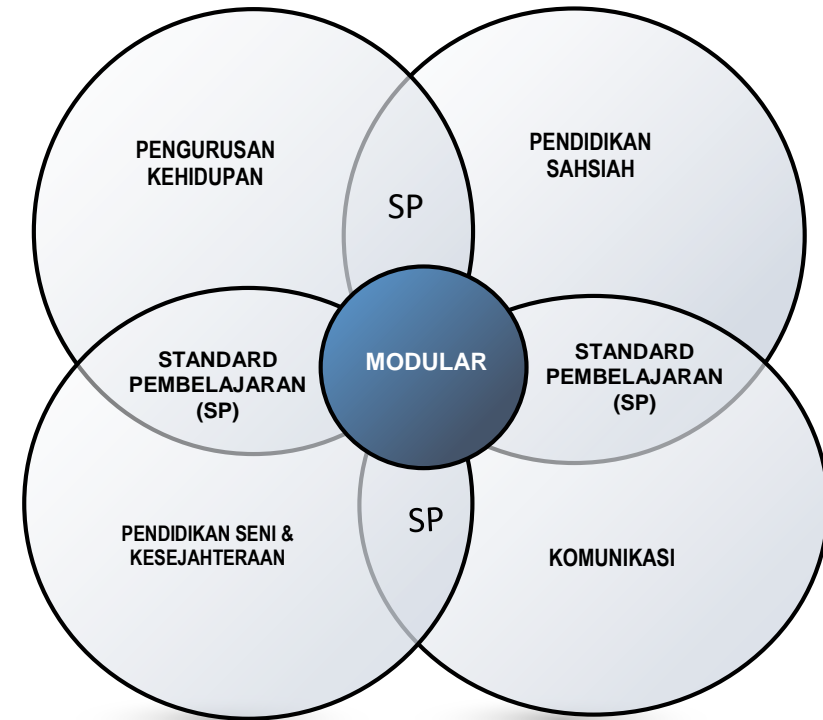 PENGURUSAN
KEHIDUPAN
PENDIDIKAN
SAHSIAH
SP
STANDARD
PEMBELAJARAN
(SP)
MODULAR
STANDARD
PEMBELAJARAN
(SP)
PENDIDIKAN SENI &
KESEJAHTERAAN
SP
KOMUNIKASI